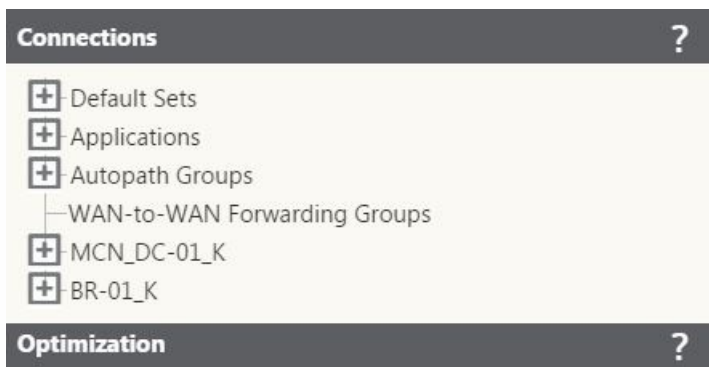 Connections ?
Default Sets
Applications
Autopath Groups
WAN-to-WAN Forwarding Groups
MCN_DC-01_K
BR-01_K
Optimization ?